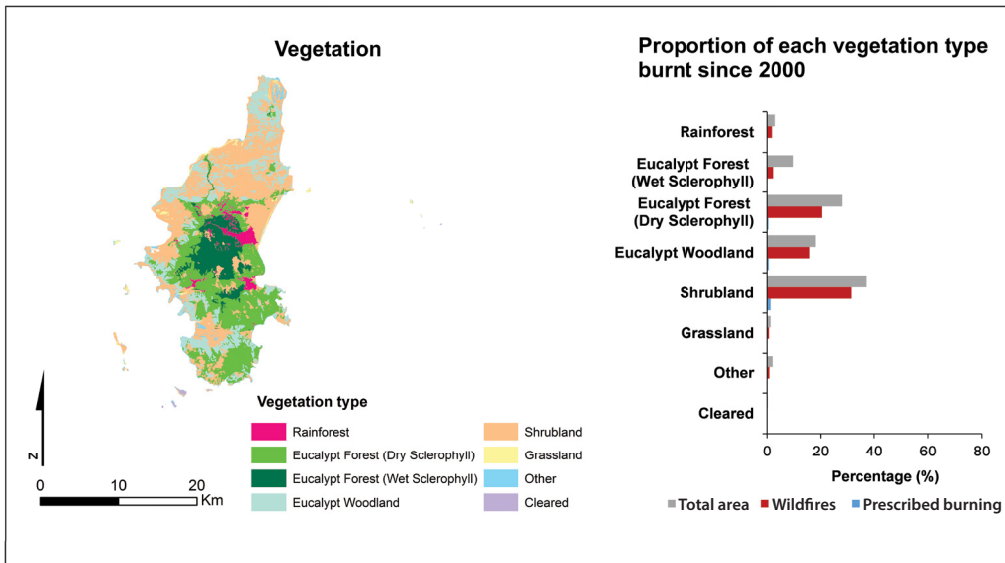 Vegetation
Proportion of each vegetation type
burnt since 2000
Rainforest
Eucalypt Forest
(Wet Sclerophyll)
Eucalypt Forest
(Dry Sclerophyll)
Eucalypt Woodland
Shrubland
Grassland
Other
Cleared
0 20 40 60 80
Percentage (%)
Total area Wildfires Prescribed burning
Vegetation type
Rainforest
Eucalypt Forest (Dry Sclerophyll)
Eucalypt Forest (Wet Sclerophyll)
Eucalypt Woodland
Shrubland
Grassland
Other
Cleared
N
0 10 20
Km